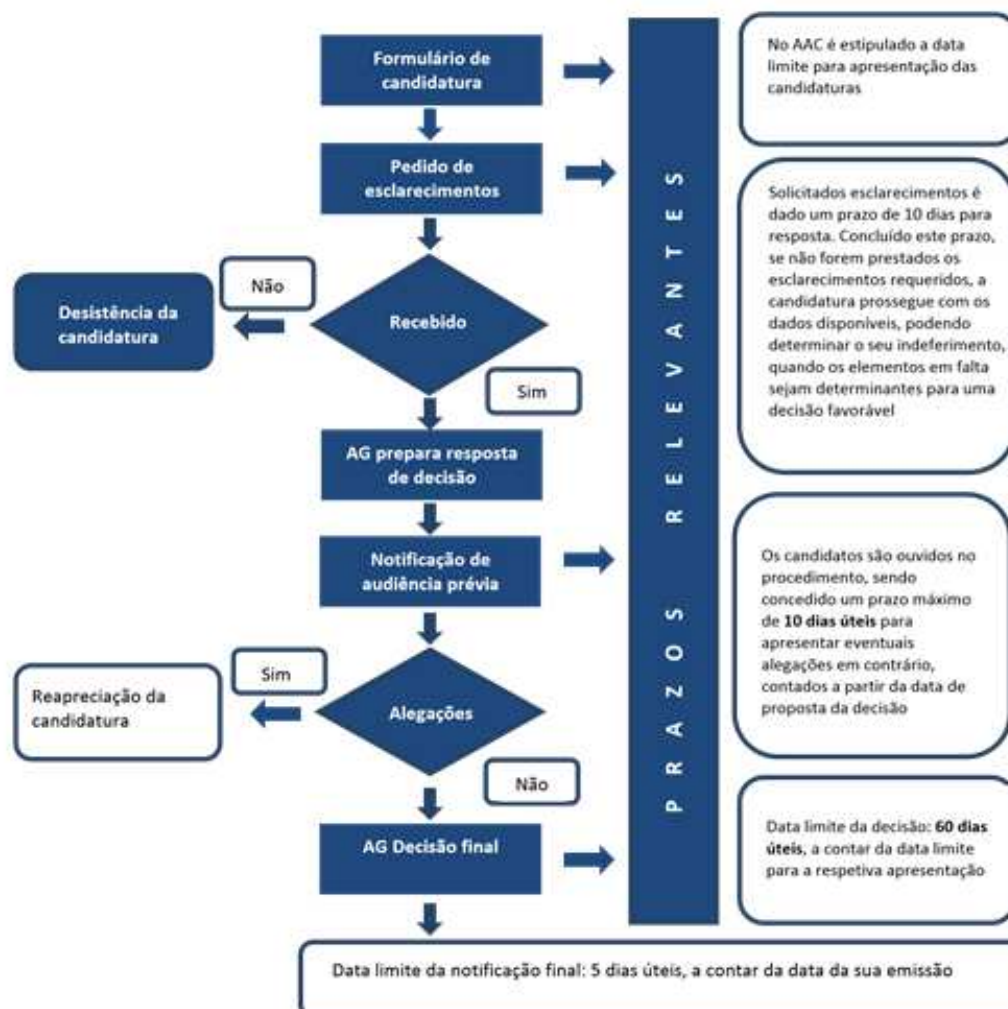 Formulário de
candidatura
No AAC é estipulado a data
limite para apresentação das
candidaturas
Pedido de
esclarecimentos
Solicitados esclarecimentos é
dado um prazo de 10 dias para
resposta. Concluído este prazo,
se não forem prestados os
esclarecimentos requeridos, a
candidatura prossegue com os
dados disponíveis, podendo
determinar o seu indeferimento,
quando os elementos em falta
sejam determinantes para uma
decisão favorável
Não
Desistência da
candidatura
Recebido
Sim
AG prepara resposta
de decisão
Notificação de
audiência prévia
Os candidatos são ouvidos no
procedimento, sendo
concedido um prazo máximo
de 10 dias úteis para
apresentar eventuais
alegações em contrário,
contados a partir da data de
proposta da decisão
Sim
Reapreciação da
candidatura
Alegações
Não
AG Decisão final
Data limite da decisão: 60 dias
úteis, a contar da data limite
para a respetiva apresentação
PRAZOS RELEVANTES
Data limite da notificação final: 5 dias úteis, a contar da data da sua emissão